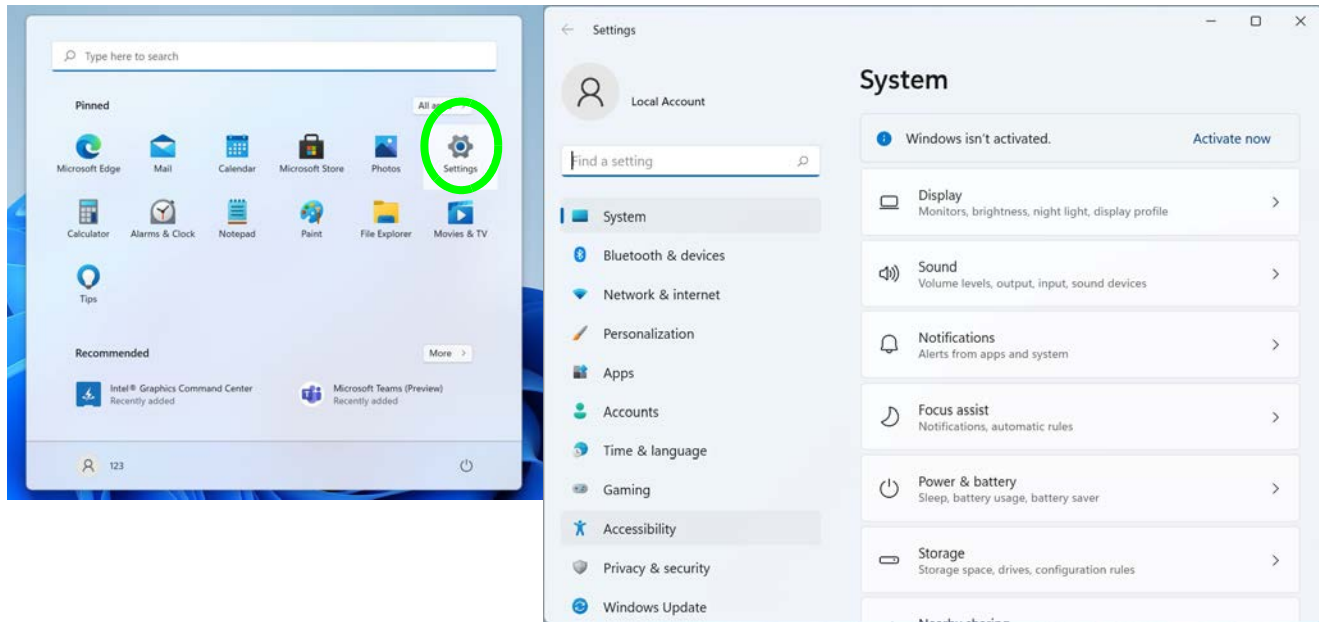 Type here to search
Pinned
All
Microsoft Edge
Mail
Calendar
Microsoft Store
Photos
Settings
Calculator
Alarms & Clock
Notepad
Paint
File Explorer
Movies & TV
Tips
Recommended
More
Intel® Graphics Command Center
Recently added
Microsoft Teams (Preview)
Recently added
123
Settings
Local Account
Find a setting
System
Bluetooth & devices
Network & internet
Personalization
Apps
Accounts
Time & language
Gaming
Accessibility
Privacy & security
Windows Update
System
Windows isn't activated.
Activate now
Display
Monitors, brightness, night light, display profile
Sound
Volume levels, output, input, sound devices
Notifications
Alerts from apps and system
Focus assist
Notifications, automatic rules
Power & battery
Sleep, battery usage, battery saver
Storage
Storage space, drives, configuration rules